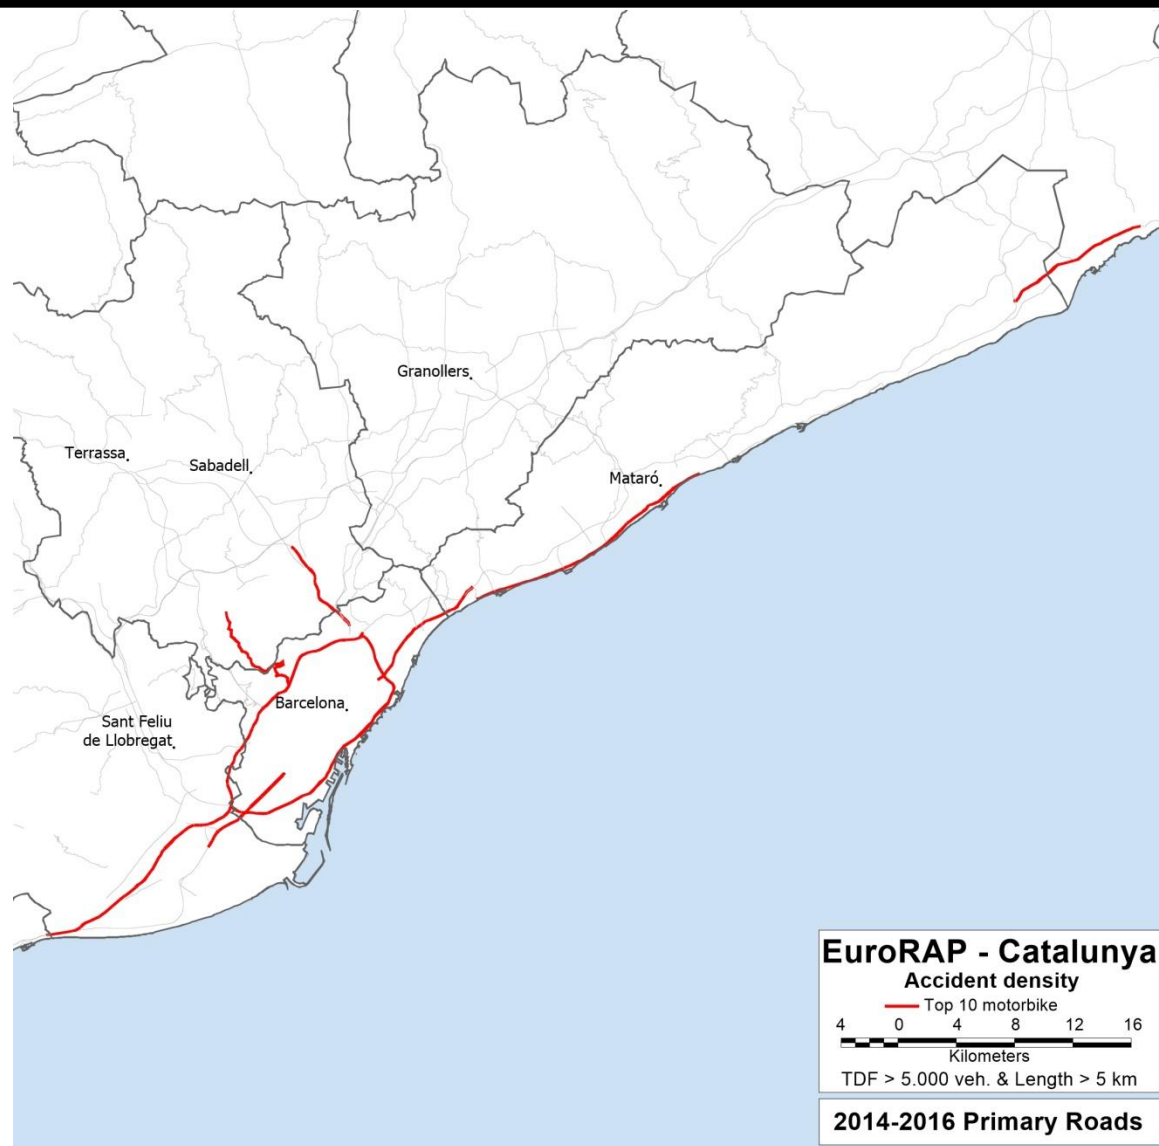 Granollers
Terrassa
Sabadell
Mataró
Barcelona
Sant Feliu
de Llobregat
EuroRAP - Catalunya
Accident density
Top 10 motorbike
4 0 4 8 12 16
Kilometers
TDF > 5.000 veh. & Length > 5 km
2014-2016 Primary Roads